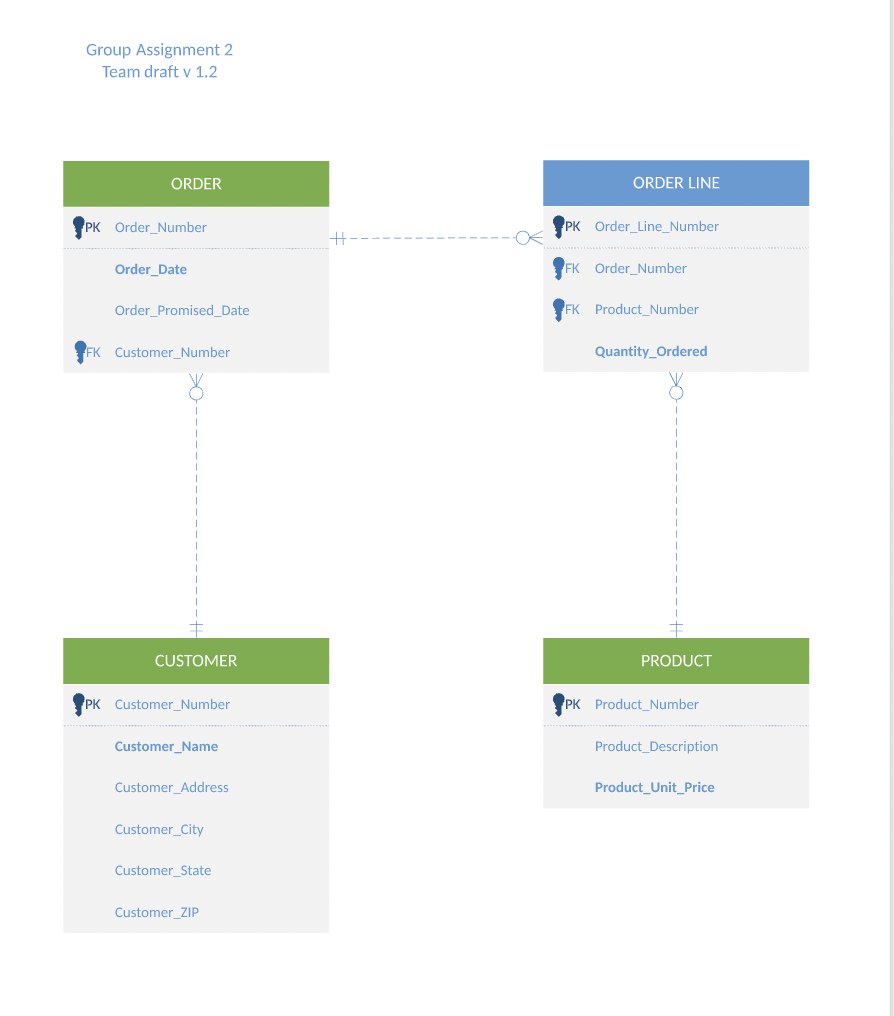 Group Assignment 2
Team draft v 1.2
ORDER
PK Order_Number
Order_Date
Order_Promised_Date
FK Customer_Number
ORDER LINE
PK Order_Line_Number
FK Order_Number
FK Product_Number
Quantity_Ordered
CUSTOMER
PK Customer_Number
Customer_Name
Customer_Address
Customer_City
Customer_State
Customer_ZIP
PRODUCT
PK Product_Number
Product_Description
Product_Unit_Price